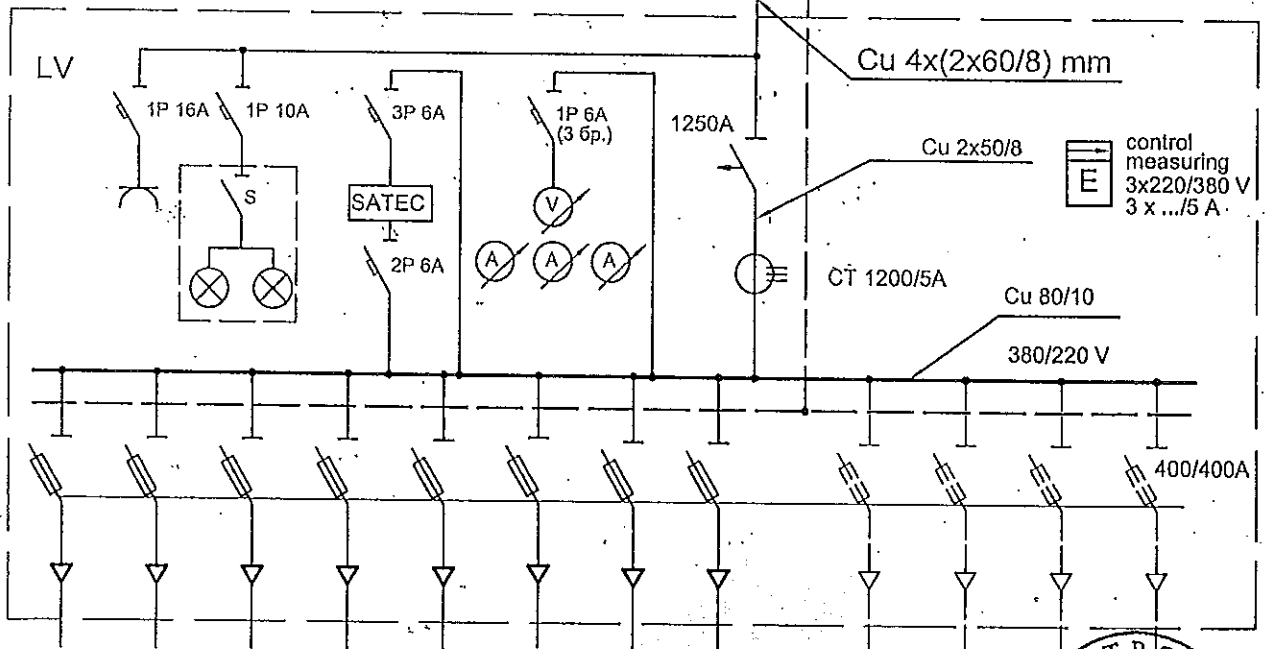 LV
Cu 4x(2x60/8) mm
1P 16A
1P 10A
3P 6A
1P 6A
(3 бр.)
1250A
Cu 2x50/8
control
measuring
E
3x220/380 V
3 x .../5 A
S
SATEC
V
2P 6A
A
A
A
CT 1200/5A
Cu 80/10
380/220 V
400/400A